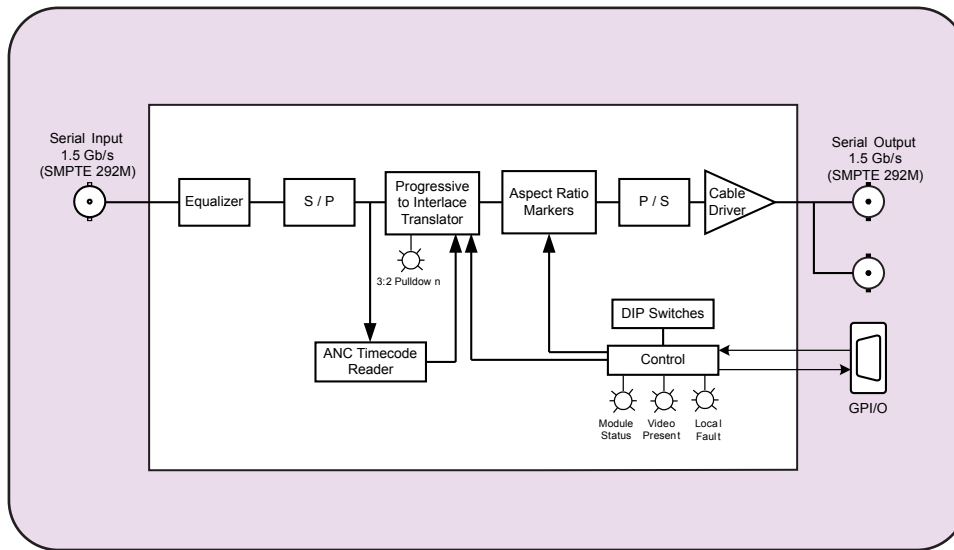 Serial Input
1.5 Gb/s
(SMPTE 292M)
Serial Output
1.5 Gb/s
(SMPTE 292M)
Equalizer
S / P
Progressive
to Interlace
Translator
Aspect Ratio
Markers
P / S
Cable
Driver
3:2 Pulldow n
DIP Switches
ANC Timecode
Reader
Control
GPI/O
Module
Status
Video
Present
Local
Fault